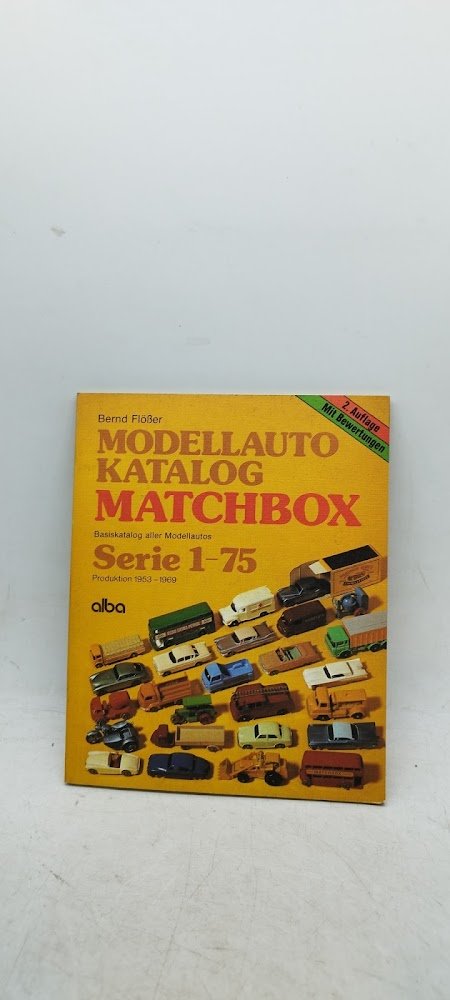 Bernd Flößer
2. Auflage
Mit Bewertungen
MODELLAUTO
KATALOG
MATCHBOX
Basiskatalog aller Modellautos
Serie 1-75
Produktion 1953-1969
alba